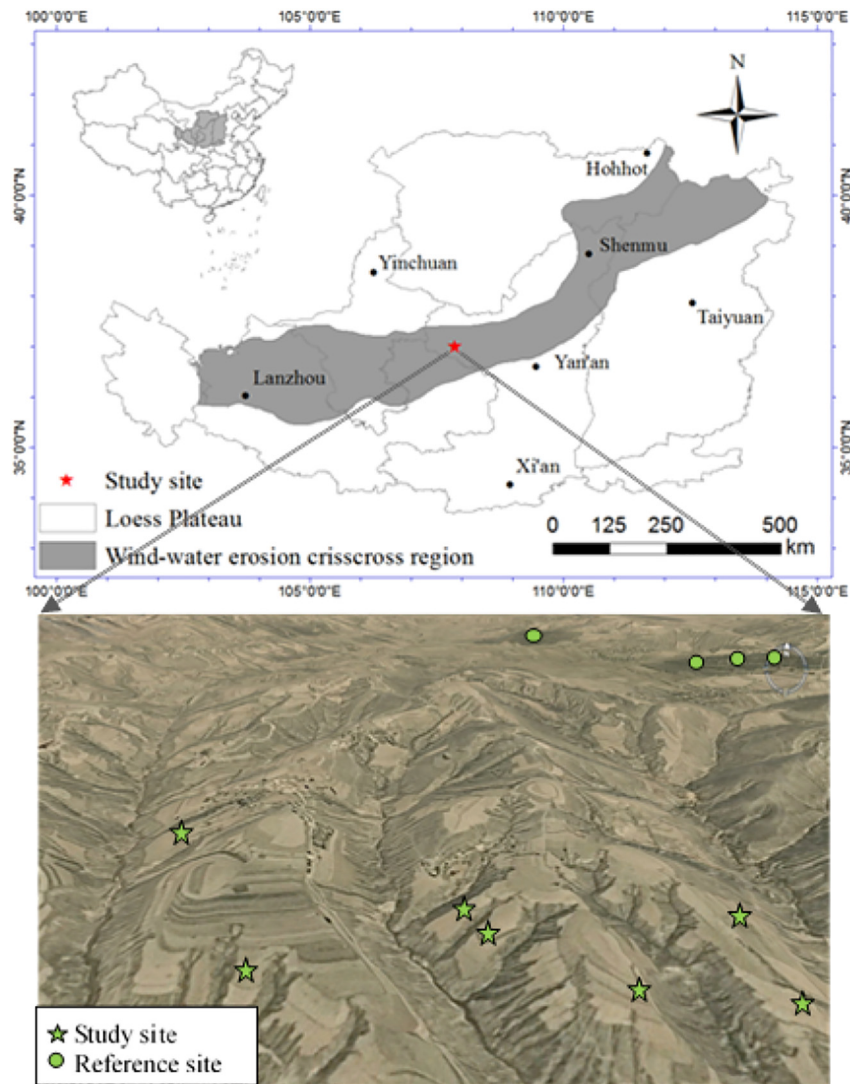 100°0'0"E 105°0'0"E 110°0'0"E 115°0'0"E
N
Hohhot
40°0'0"N 40°0'0"N
Shenmu
Yinchuan
Taiyuan
Yan'an
Lanzhou
35°0'0"N 35°0'0"N
Xi'an
Study site
Loess Plateau
0 125 250 500
km
Wind-water erosion crisscross region
100°0'0"E 105°0'0"E 110°0'0"E 115°0'0"E
Study site
Reference site